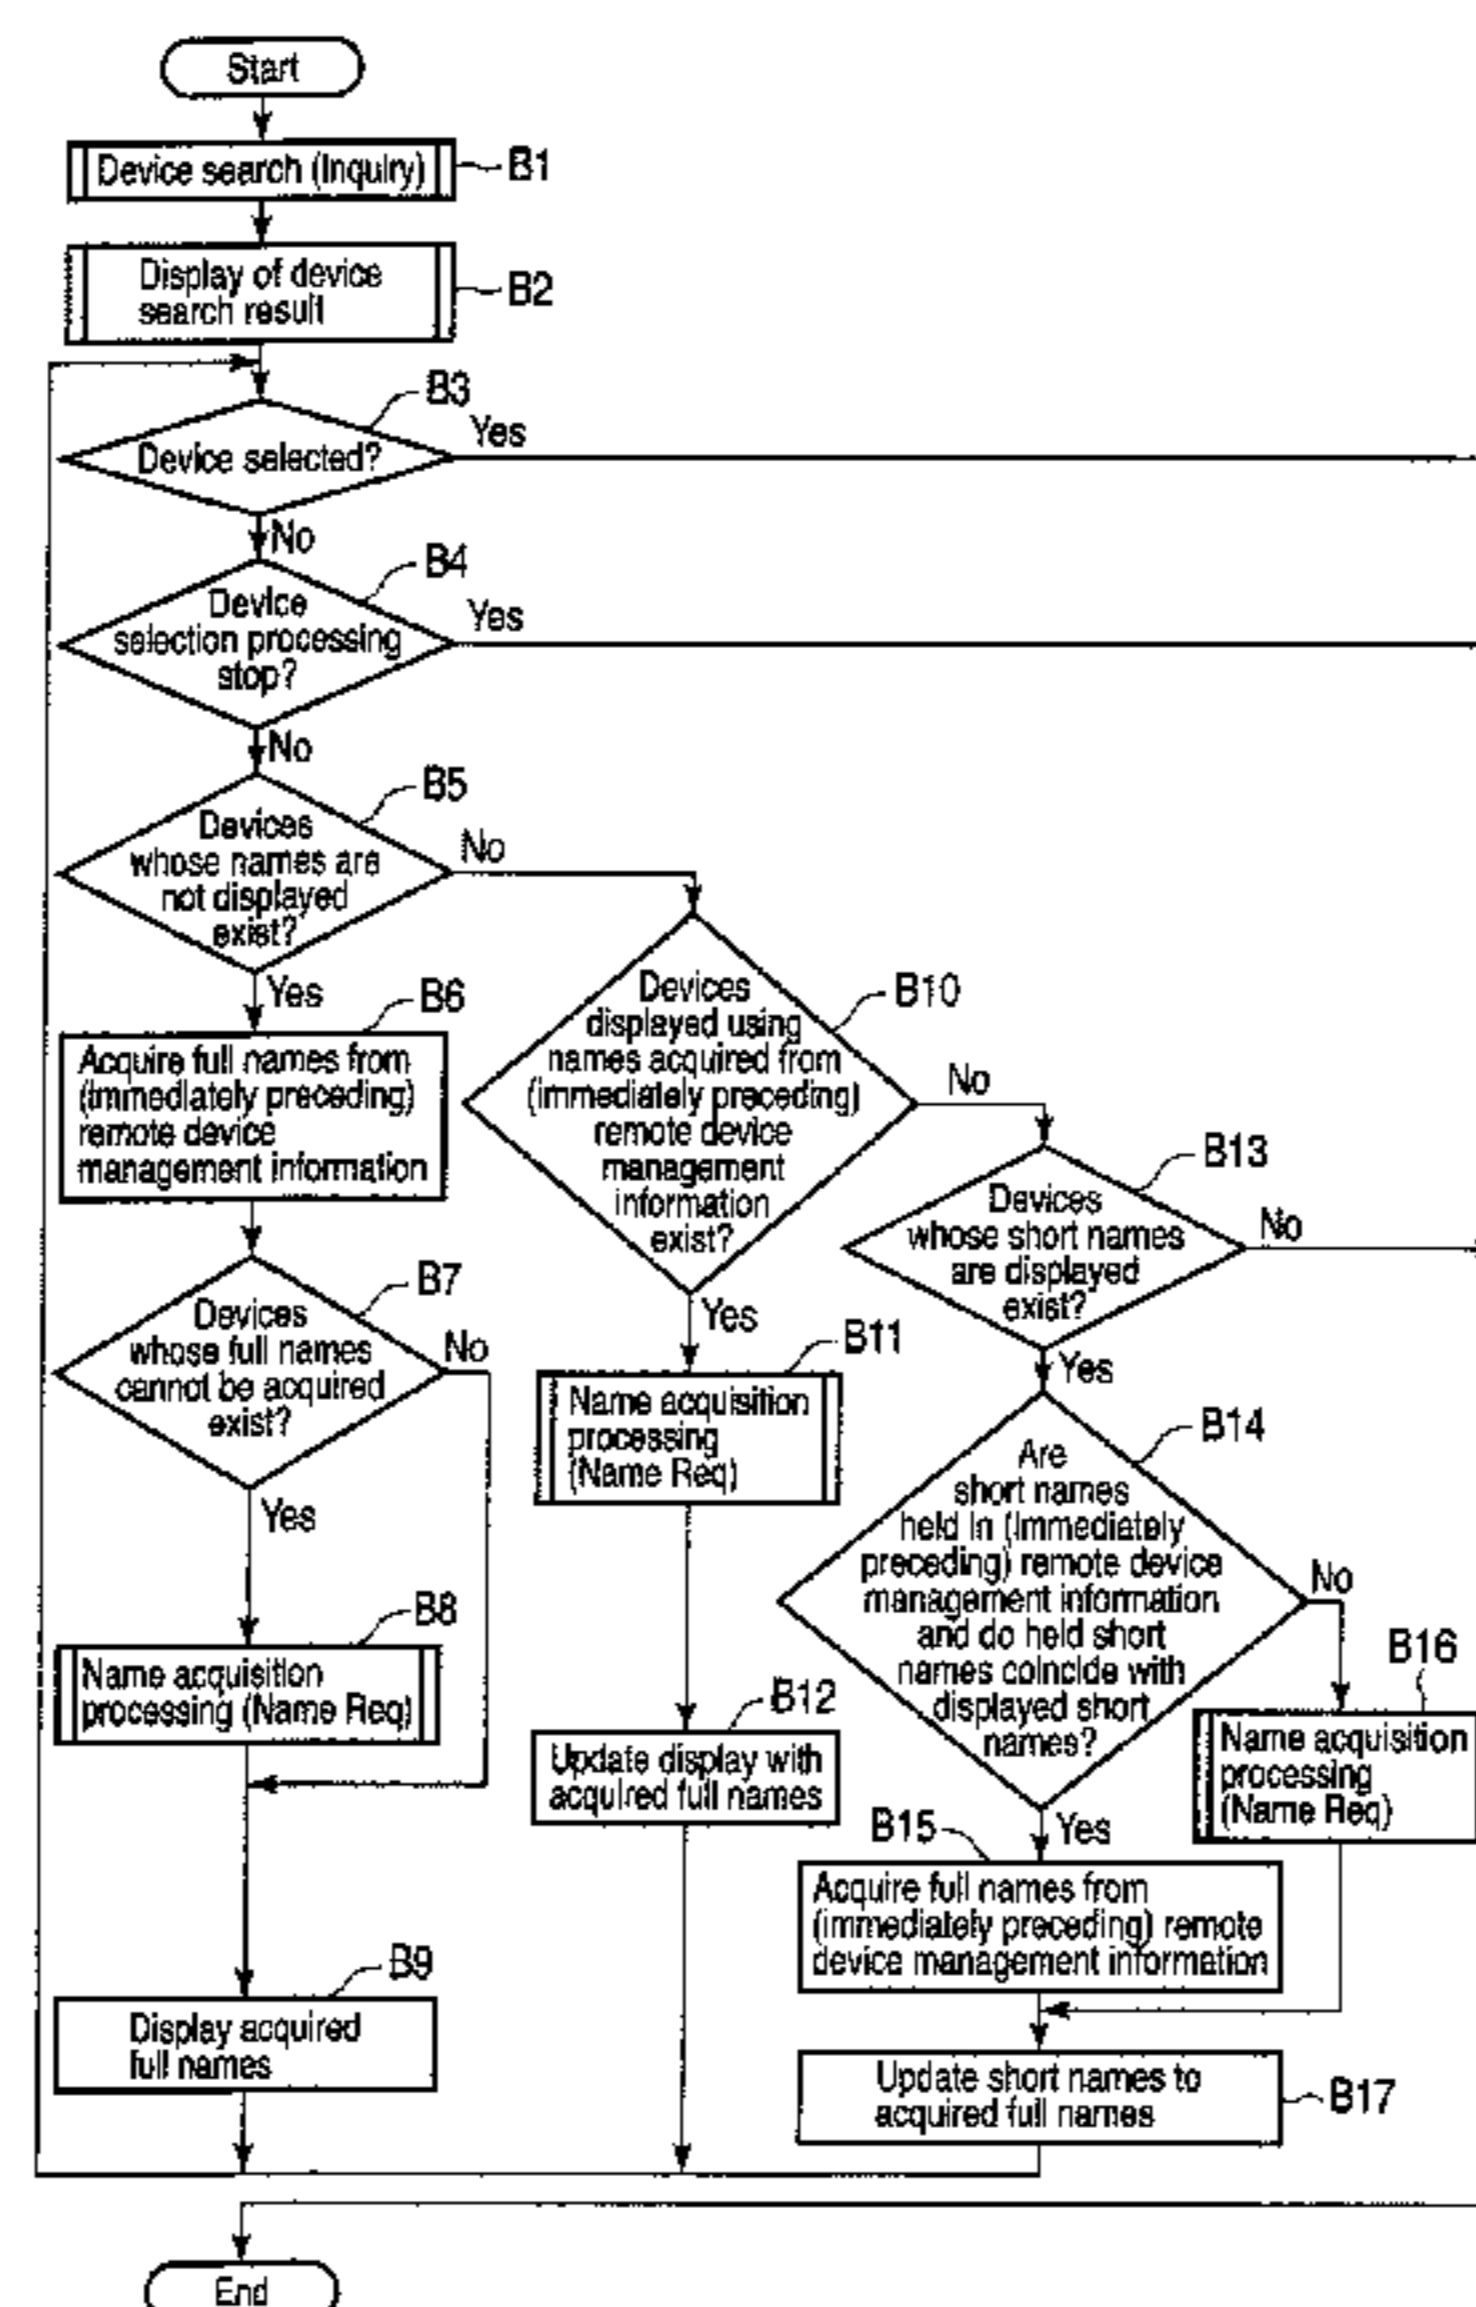 Start
Device search (Inquiry)
B1
Display of device
search result
B2
B3
Device selected?
Yes
No
B4
Device
selection processing
stop?
Yes
No
B5
Devices
whose names are
not displayed
exist?
No
Yes
B6
Acquire full names from
(immediately preceding)
remote device
management information
B7
Devices
whose full names
cannot be acquired
exist?
No
Yes
B8
Name acquisition
processing (Name Req)
B9
Display acquired
full names
B10
Devices
displayed using
names acquired from
(immediately preceding)
remote device
management
information
exist?
No
Yes
B11
Name acquisition
processing
(Name Req)
B12
Update display with
acquired full names
B13
Devices
whose short names
are displayed
exist?
No
Yes
B14
Are
short names
held in (immediately
preceding) remote device
management information
and do held short
names coincide with
displayed short
names?
No
Yes
B15
Acquire full names from
(immediately preceding) remote
device management information
B16
Name acquisition
processing
(Name Req)
Update short names to
acquired full names
B17
End